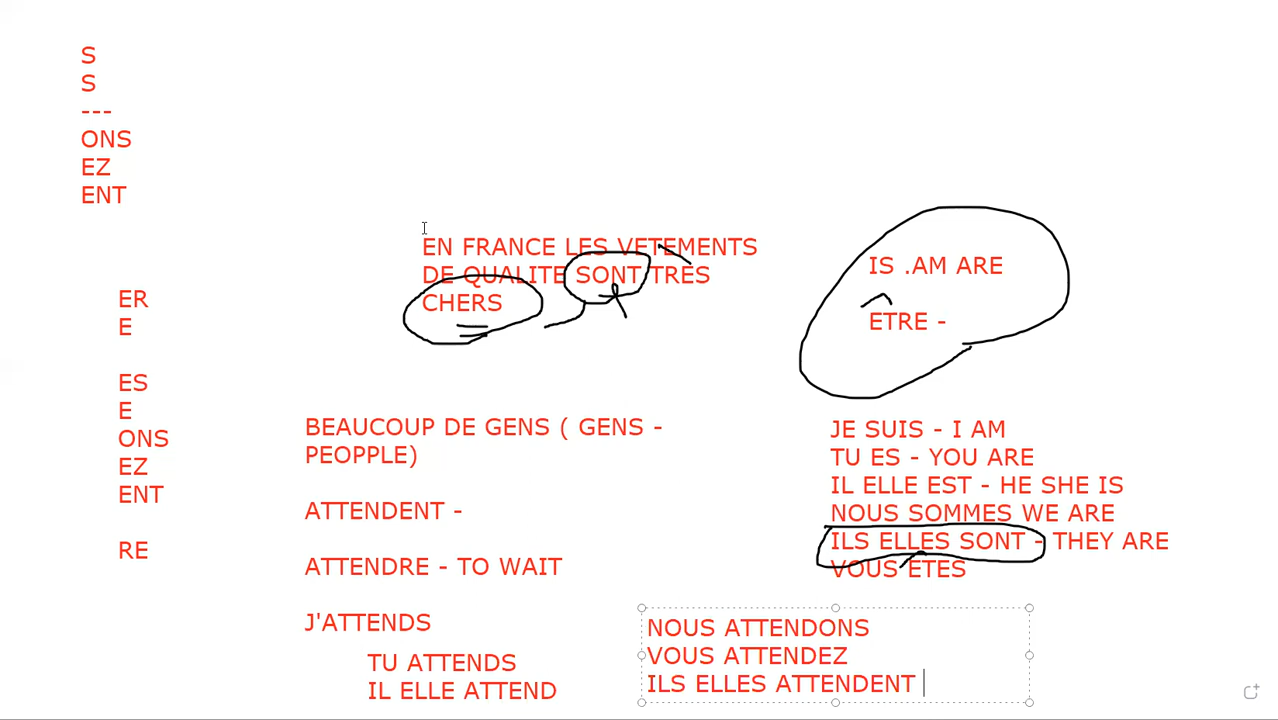 S
S
---
ONS
EZ
ENT
ER
E
ES
E
ONS
EZ
ENT
RE
EN FRANCE LES VETEMENTS
DE QUALITE SONT TRES
CHERS
IS .AM ARE
ETRE -
BEAUCOUP DE GENS ( GENS -
PEOPPLE)
ATTENDENT -
ATTENDRE - TO WAIT
J'ATTENDS
TU ATTENDS
IL ELLE ATTEND
JE SUIS - I AM
TU ES - YOU ARE
IL ELLE EST - HE SHE IS
NOUS SOMMES WE ARE
ILS ELLES SONT - THEY ARE
VOUS ETES
NOUS ATTENDONS
VOUS ATTENDEZ
ILS ELLES ATTENDENT